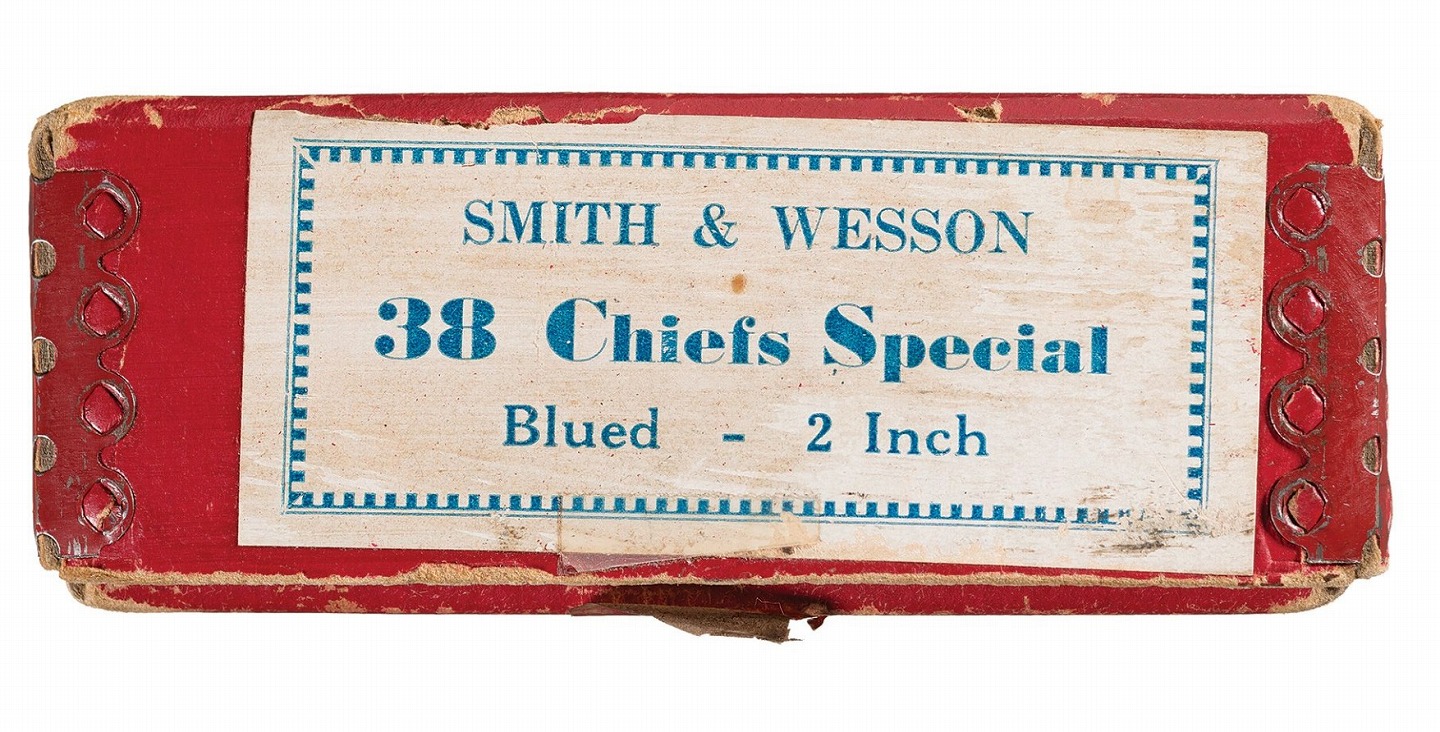 SMITH & WESSON
38 Chiefs Special
Blued - 2 Inch